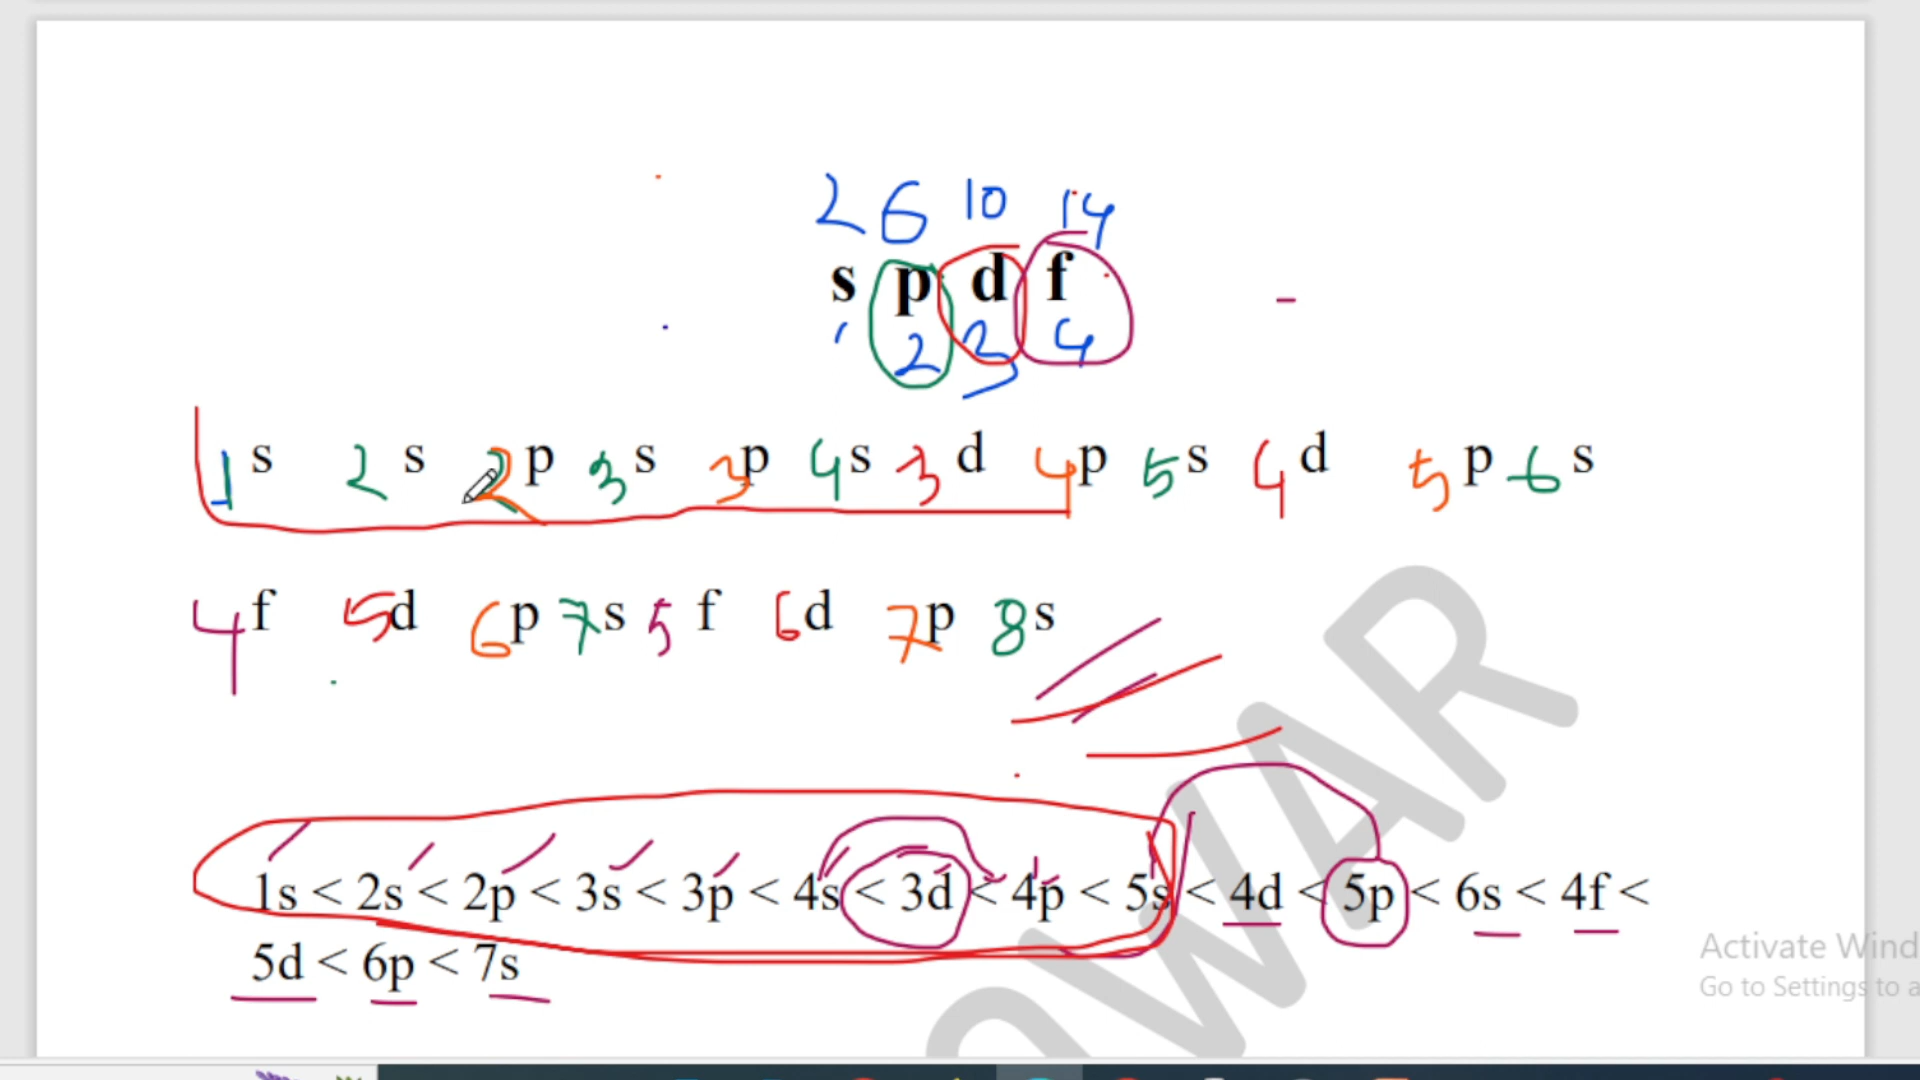 2 6 10 14
s p d f
1 2 3 4
1s 2s 2p 3s 3p 4s 3d 4p 5s 4d 5p 6s
4f 5d 6p 7s 5f 6d 7p 8s
1s < 2s < 2p < 3s < 3p < 4s < 3d < 4p < 5s < 4d < 5p < 6s < 4f <
5d < 6p < 7s
Activate Wind
Go to Settings to a
OWAR